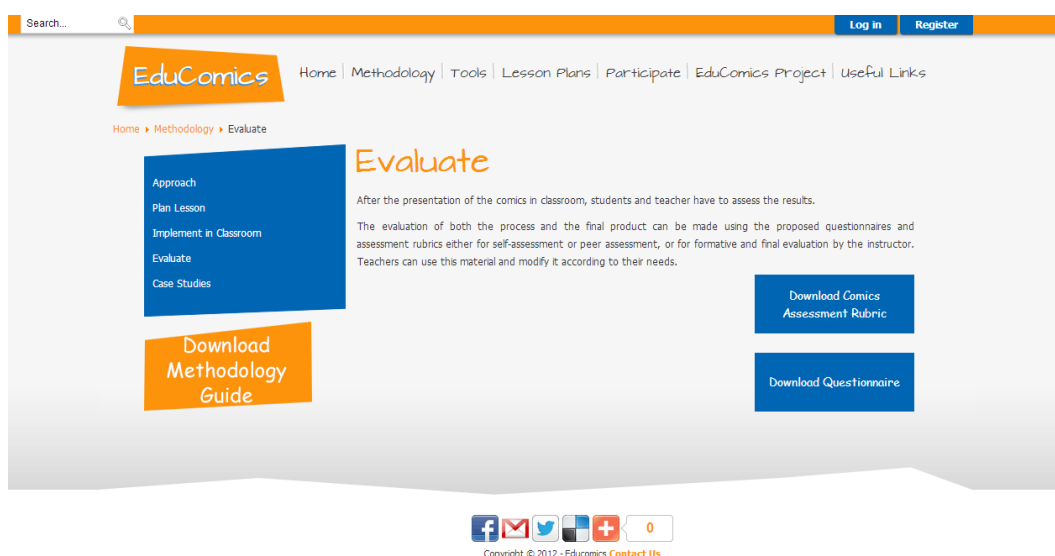 Search...
Log in
Register
EduComics
Home
Methodology
Tools
Lesson Plans
Participate
EduComics Project
Useful Links
Home
Methodology
Evaluate
Approach
Plan Lesson
Implement in Classroom
Evaluate
Case Studies
Download
Methodology
Guide
Evaluate
After the presentation of the comics in classroom, students and teacher have to assess the results.
The evaluation of both the process and the final product can be made using the proposed questionnaires and
assessment rubrics either for self-assessment or peer assessment, or for formative and final evaluation by the instructor.
Teachers can use this material and modify it according to their needs.
Download Comics
Assessment Rubric
Download Questionnaire
0
Copyright © 2012 - Educomics Contact Us